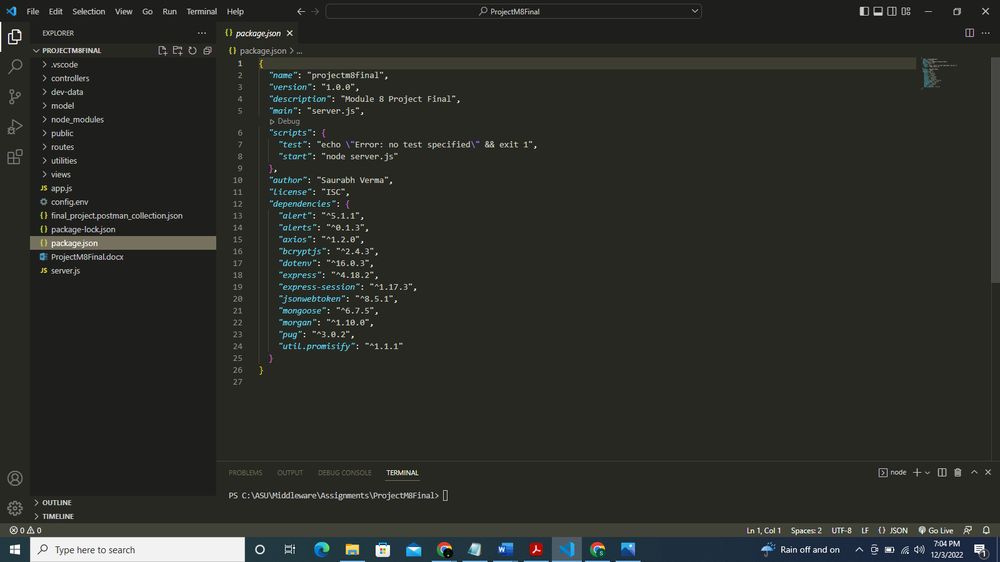 File Edit Selection View Go Run Terminal Help
ProjectM8Final
EXPLORER
PROJECTM8FINAL
.vscode
controllers
dev-data
model
node_modules
public
routes
utilities
views
JS app.js
config.env
{} final_project.postman_collection.json
{} package-lock.json
{} package.json
ProjectM8Final.docx
JS server.js
OUTLINE
TIMELINE
{} package.json
{} package.json > ...
1 {
2 "name": "projectm8final",
3 "version": "1.0.0",
4 "description": "Module 8 Project Final",
5 "main": "server.js",
Debug
6 "scripts": {
7 "test": "echo \"Error: no test specified\" && exit 1",
8 "start": "node server.js"
9 },
10 "author": "Saurabh Verma",
11 "license": "ISC",
12 "dependencies": {
13 "alert": "^5.1.1",
14 "alerts": "^0.1.3",
15 "axios": "^1.2.0",
16 "bcryptjs": "^2.4.3",
17 "dotenv": "^16.0.3",
18 "express": "^4.18.2",
19 "express-session": "^1.17.3",
20 "jsonwebtoken": "^8.5.1",
21 "mongoose": "^6.7.5",
22 "morgan": "^1.10.0",
23 "pug": "^3.0.2",
24 "util.promisify": "^1.1.1"
25 }
26 }
27
PROBLEMS OUTPUT DEBUG CONSOLE TERMINAL
node
PS C:\ASU\Middleware\Assignments\ProjectM8Final>
0 0
Ln 1, Col 1 Spaces: 2 UTF-8 LF {} JSON Go Live
Type here to search
Rain off and on
7:04 PM
12/3/2022
1